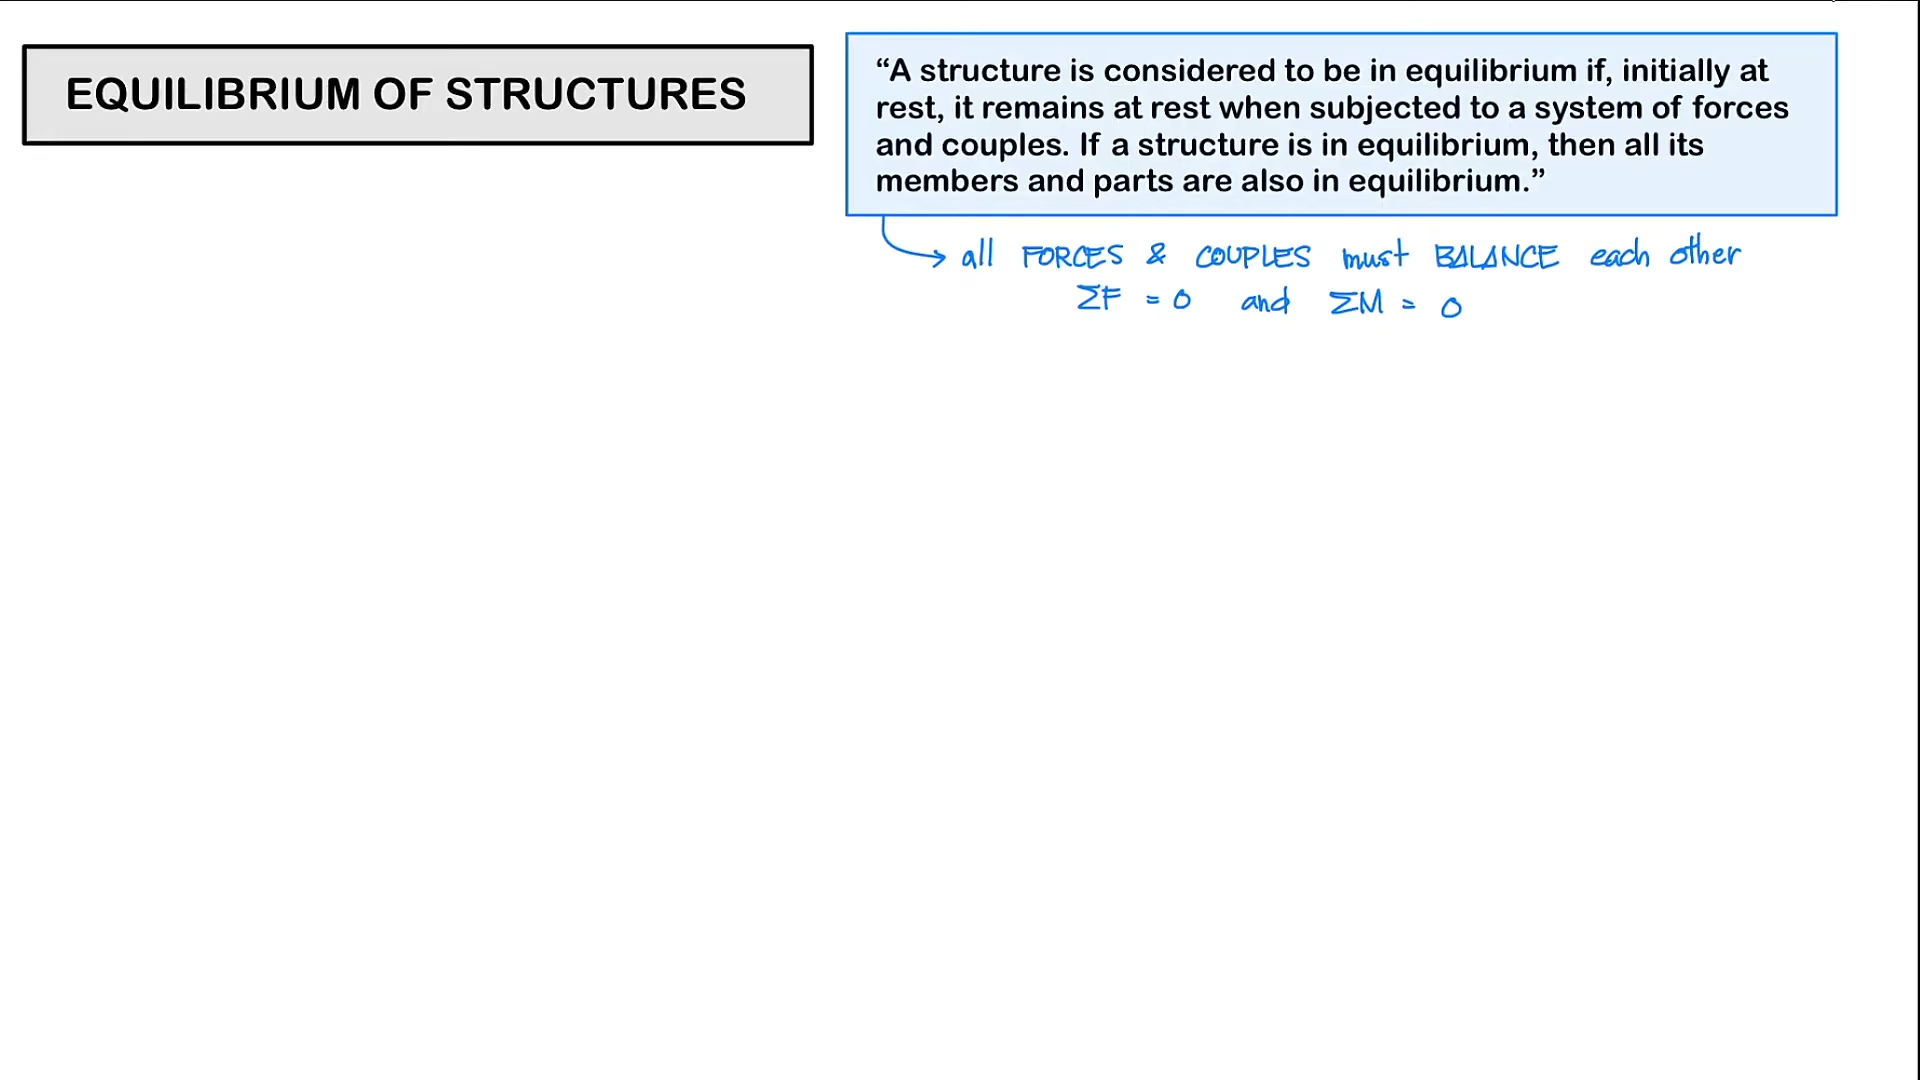 EQUILIBRIUM OF STRUCTURES
“A structure is considered to be in equilibrium if, initially at
rest, it remains at rest when subjected to a system of forces
and couples. If a structure is in equilibrium, then all its
members and parts are also in equilibrium.”
all FORCES & COUPLES must BALANCE each other
ΣF = 0 and ΣM = 0